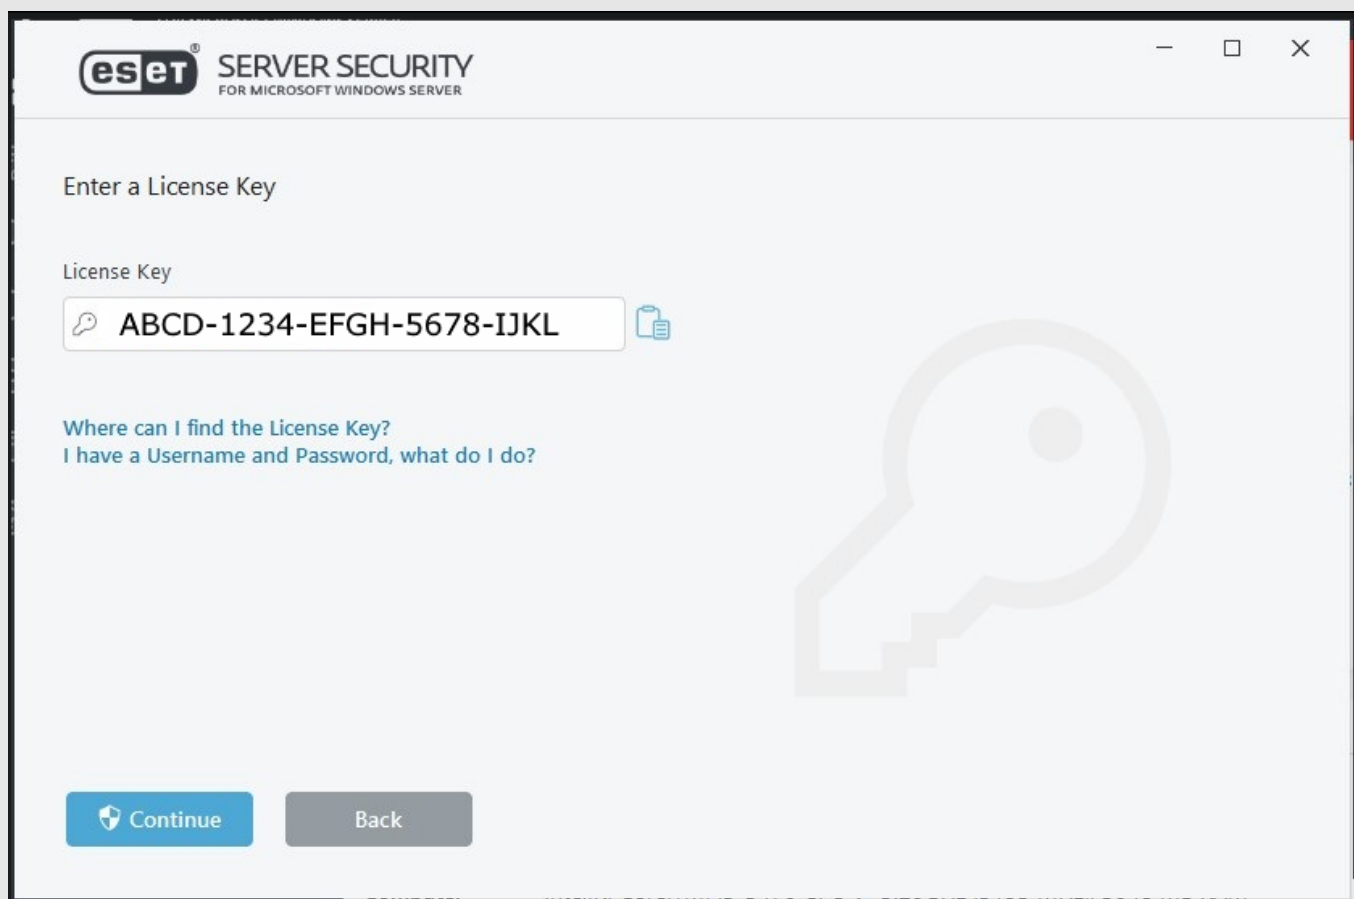 eset® SERVER SECURITY
FOR MICROSOFT WINDOWS SERVER
Enter a License Key
License Key
ABCD-1234-EFGH-5678-IJKL
Where can I find the License Key?
I have a Username and Password, what do I do?
Continue
Back